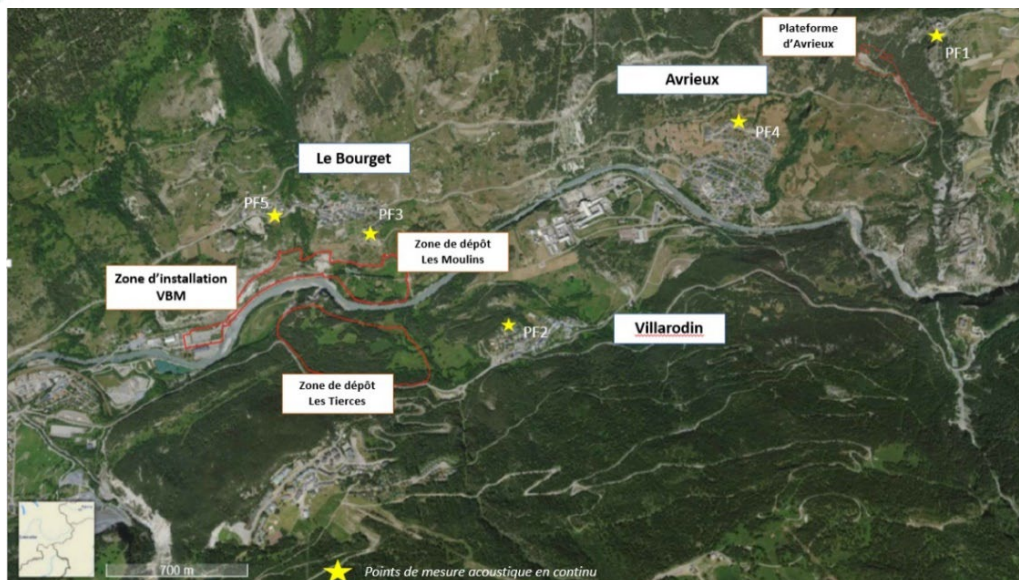 Plateforme
d'Avrieux
PF1
Avrieux
PF4
Le Bourget
PF5
PF3
Zone de dépôt
Les Moulins
Zone d'installation
VBM
PF2
Villarodin
Zone de dépôt
Les Tierces
700 m
Points de mesure acoustique en continu